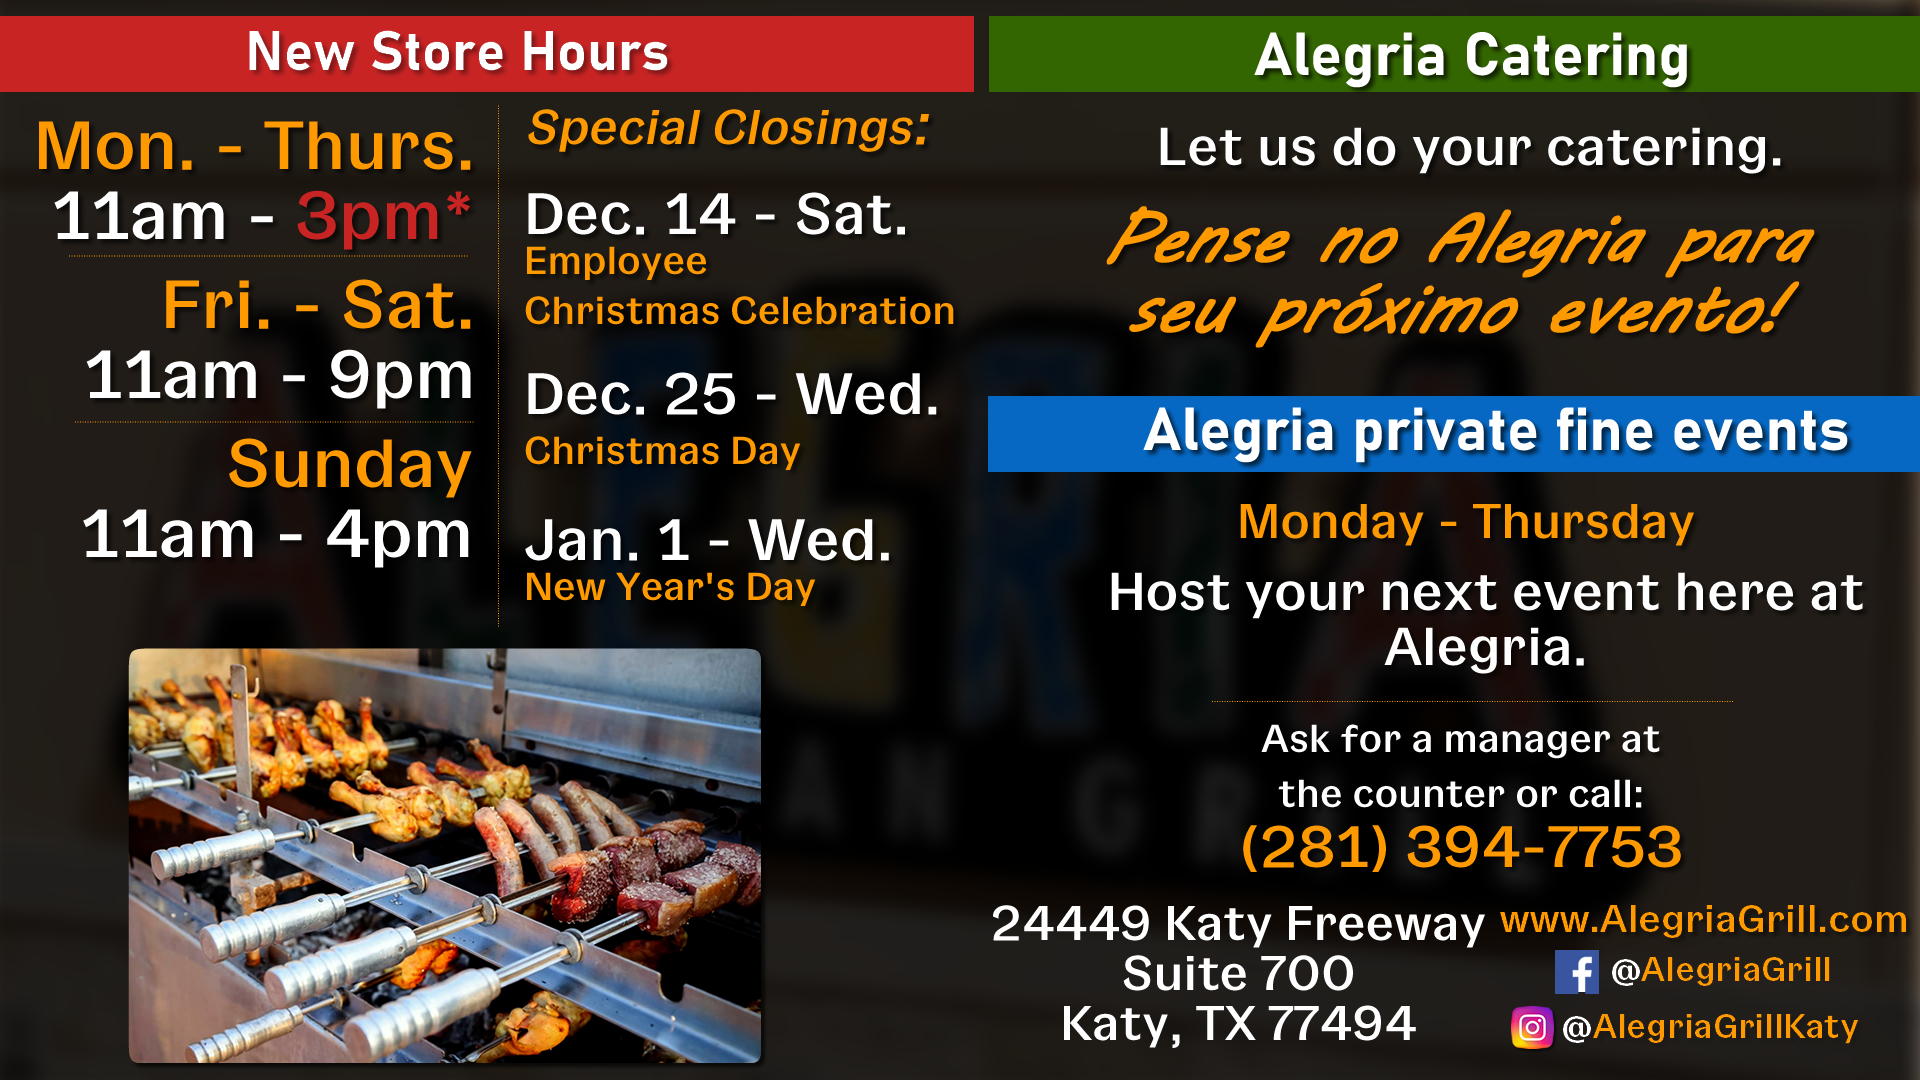 New Store Hours
Mon. - Thurs.
11am - 3pm*
Fri. - Sat.
11am - 9pm
Sunday
11am - 4pm
Special Closings:
Dec. 14 - Sat.
Employee
Christmas Celebration
Dec. 25 - Wed.
Christmas Day
Jan. 1 - Wed.
New Year's Day
Alegria Catering
Let us do your catering.
Pense no Alegria para
seu próximo evento!
Alegria private fine events
Monday - Thursday
Host your next event here at
Alegria.
Ask for a manager at
the counter or call:
(281) 394-7753
24449 Katy Freeway
Suite 700
Katy, TX 77494
www.AlegriaGrill.com
@AlegriaGrill
@AlegriaGrillKaty
ALEGRIA
AN GRILL